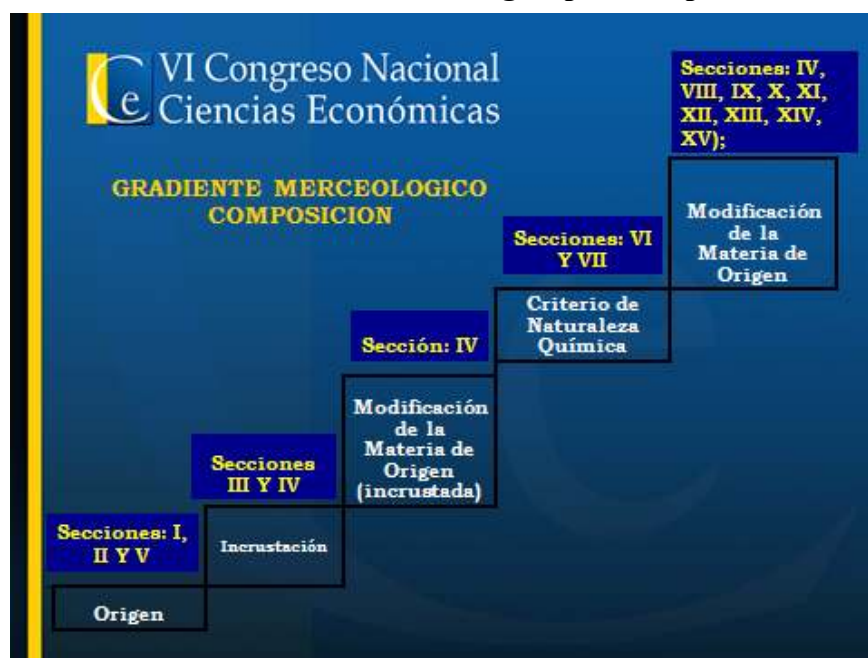 VI Congreso Nacional
Ce Ciencias Económicas
GRADIENTE MERCEOLOGICO
COMPOSICION
Secciones: IV,
VIII, IX, X, XI,
XII, XIII, XIV,
XV);
Modificación
de la
Materia de
Origen
Secciones: VI
Y VII
Criterio de
Naturaleza
Química
Sección: IV
Modificación
de la
Materia de
Origen
(incrustada)
Secciones
III Y IV
Incrustación
Secciones: I,
II Y V
Origen